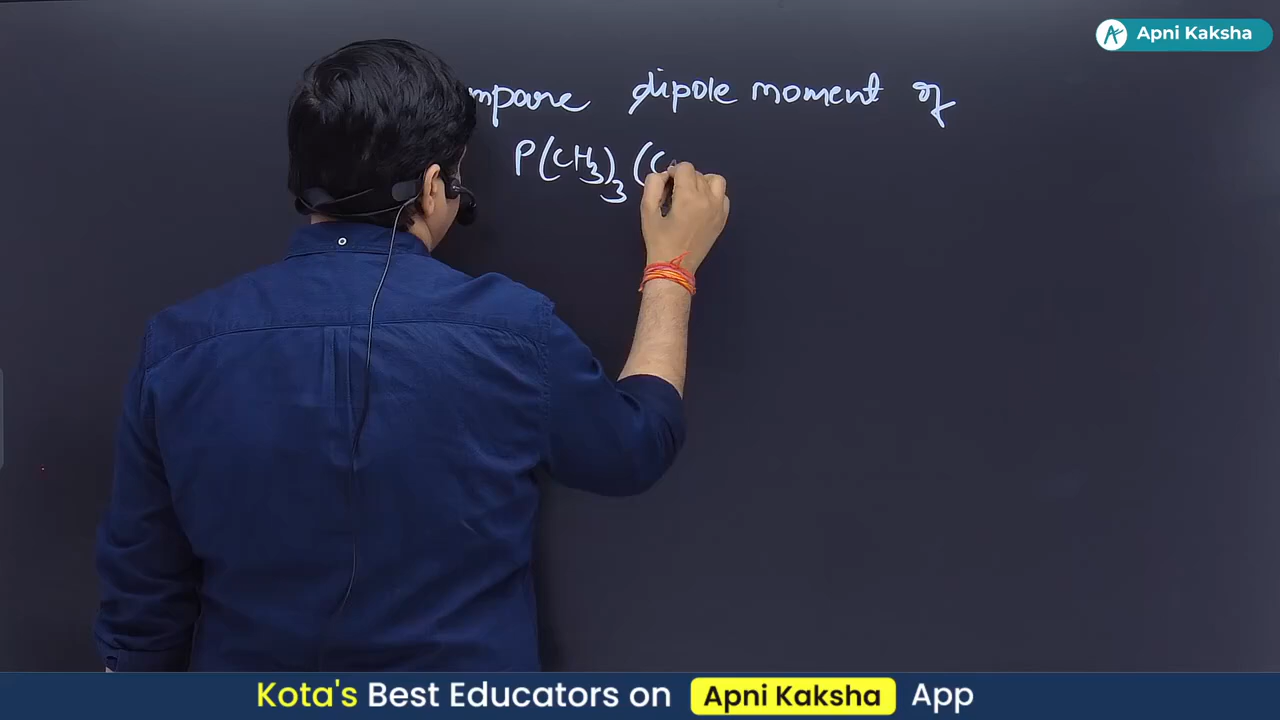 Apni Kaksha
mpare dipole moment of
P(CH3)3 (C
Kota's Best Educators on Apni Kaksha App